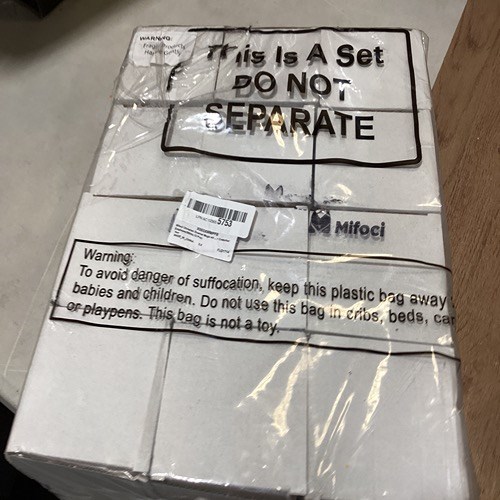 WARNING:
This Is A Set
DO NOT
SEPARATE
5753
Mifoci
Warning:
To avoid danger of suffocation, keep this plastic bag away
babies and children. Do not use this bag in cribs, beds, car
or playpens. This bag is not a toy.